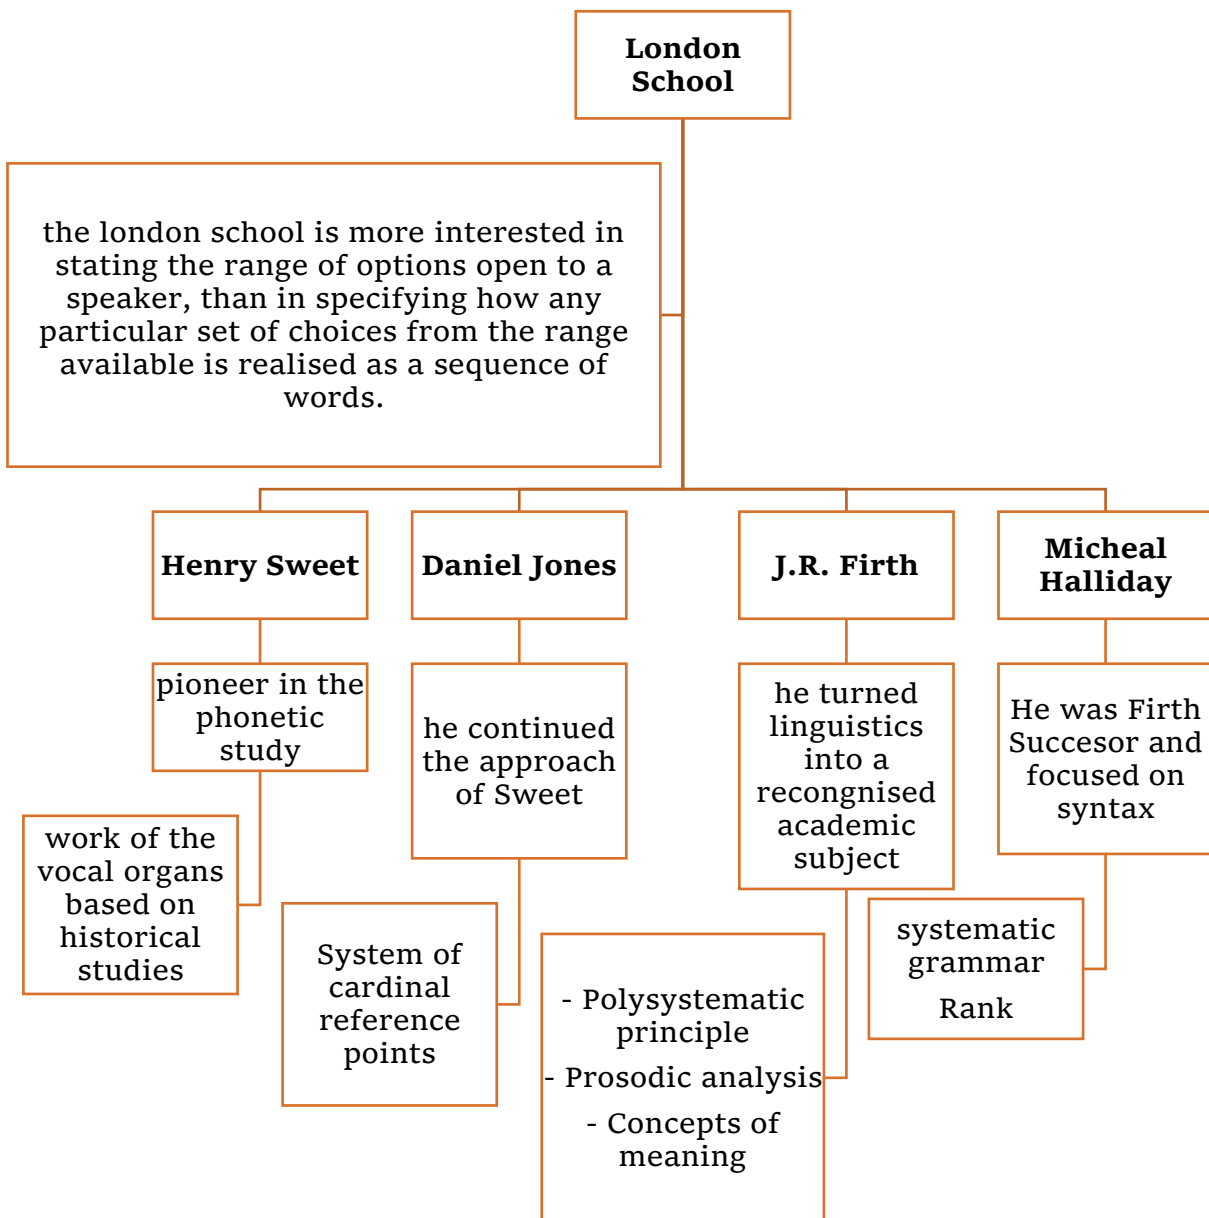 London
School
the london school is more interested in
stating the range of options open to a
speaker, than in specifying how any
particular set of choices from the range
available is realised as a sequence of
words.
Henry Sweet
pioneer in the
phonetic
study
work of the
vocal organs
based on
historical
studies
Daniel Jones
he continued
the approach
of Sweet
System of
cardinal
reference
points
J.R. Firth
he turned
linguistics
into a
recongnised
academic
subject
- Polysystematic
principle
- Prosodic analysis
- Concepts of
meaning
Micheal
Halliday
He was Firth
Succesor and
focused on
syntax
systematic
grammar
Rank